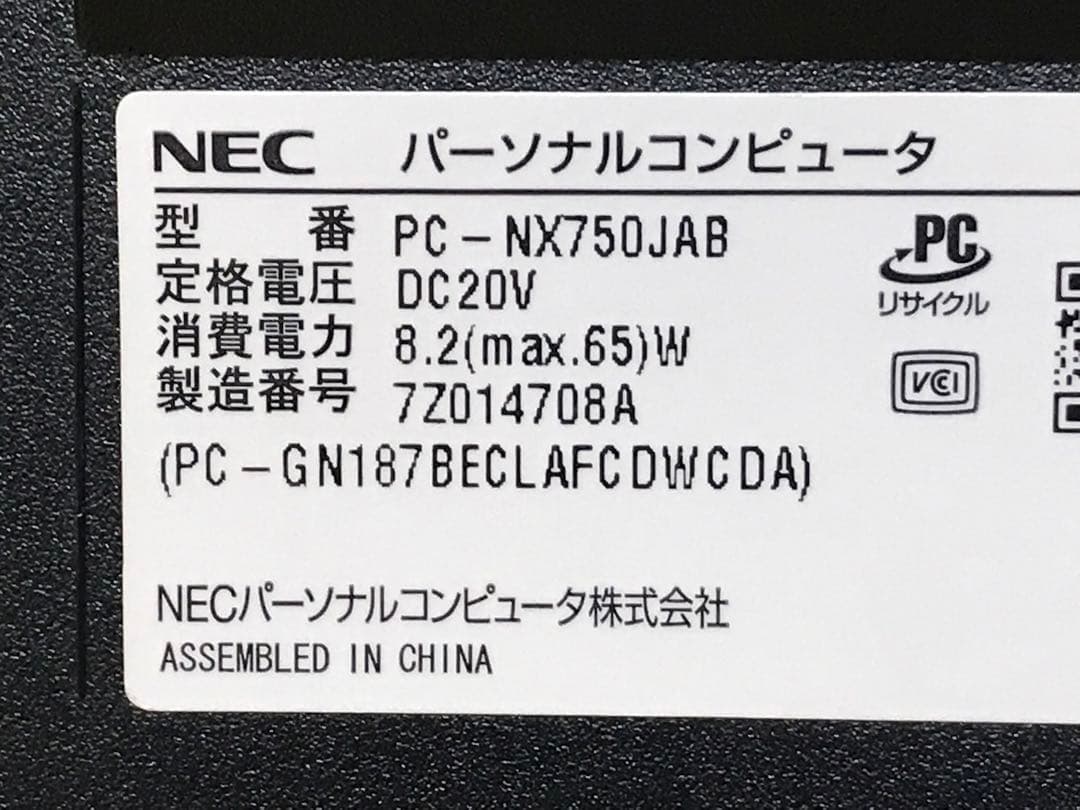 NEC パーソナルコンピュータ
型番 PC-NX750JAB
定格電圧 DC20V
消費電力 8.2(max.65)W
製造番号 7Z014708A
(PC-GN187BECLAFCDWCDA)
PC
リサイクル
VCCI
NECパーソナルコンピュータ株式会社
ASSEMBLED IN CHINA